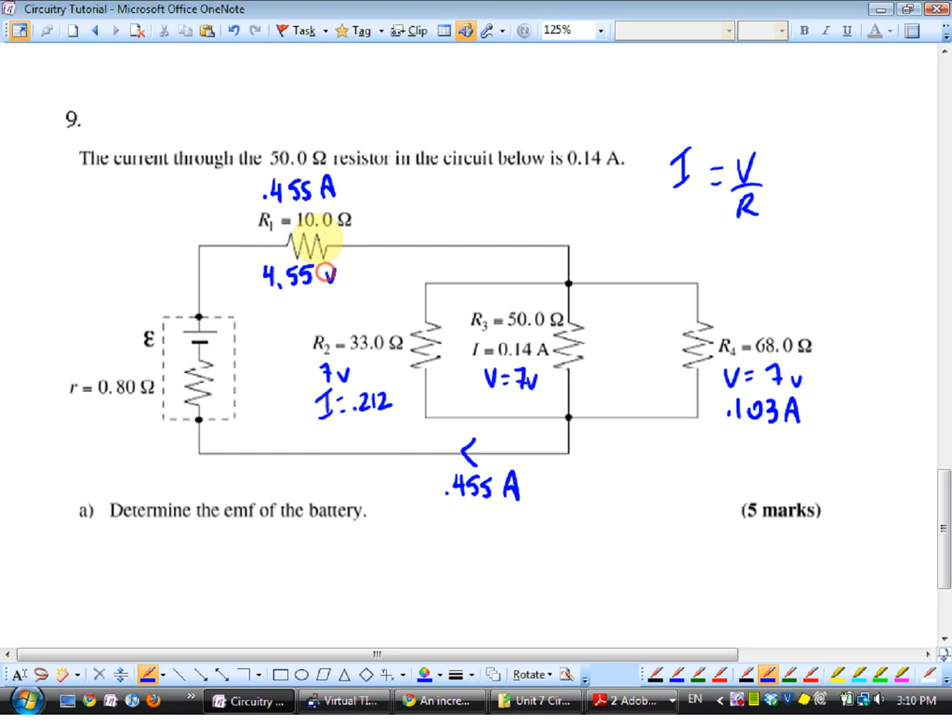 Circuitry Tutorial - Microsoft Office OneNote
Task Tag Clip 125% B I U A
9.
The current through the 50.0 Ω resistor in the circuit below is 0.14 A.
I = V/R
.455 A
R₁ = 10.0 Ω
4.55 v
R₃ = 50.0 Ω
ε R₂ = 33.0 Ω I = 0.14 A R₄ = 68.0 Ω
r = 0.80 Ω 7v V = 7v V = 7v
I = .212 .103A
.455 A
a) Determine the emf of the battery. (5 marks)
Rotate
Circuitry ... Virtual TI... An incre... Unit 7 Cir... 2 Adob... EN 3:10 PM